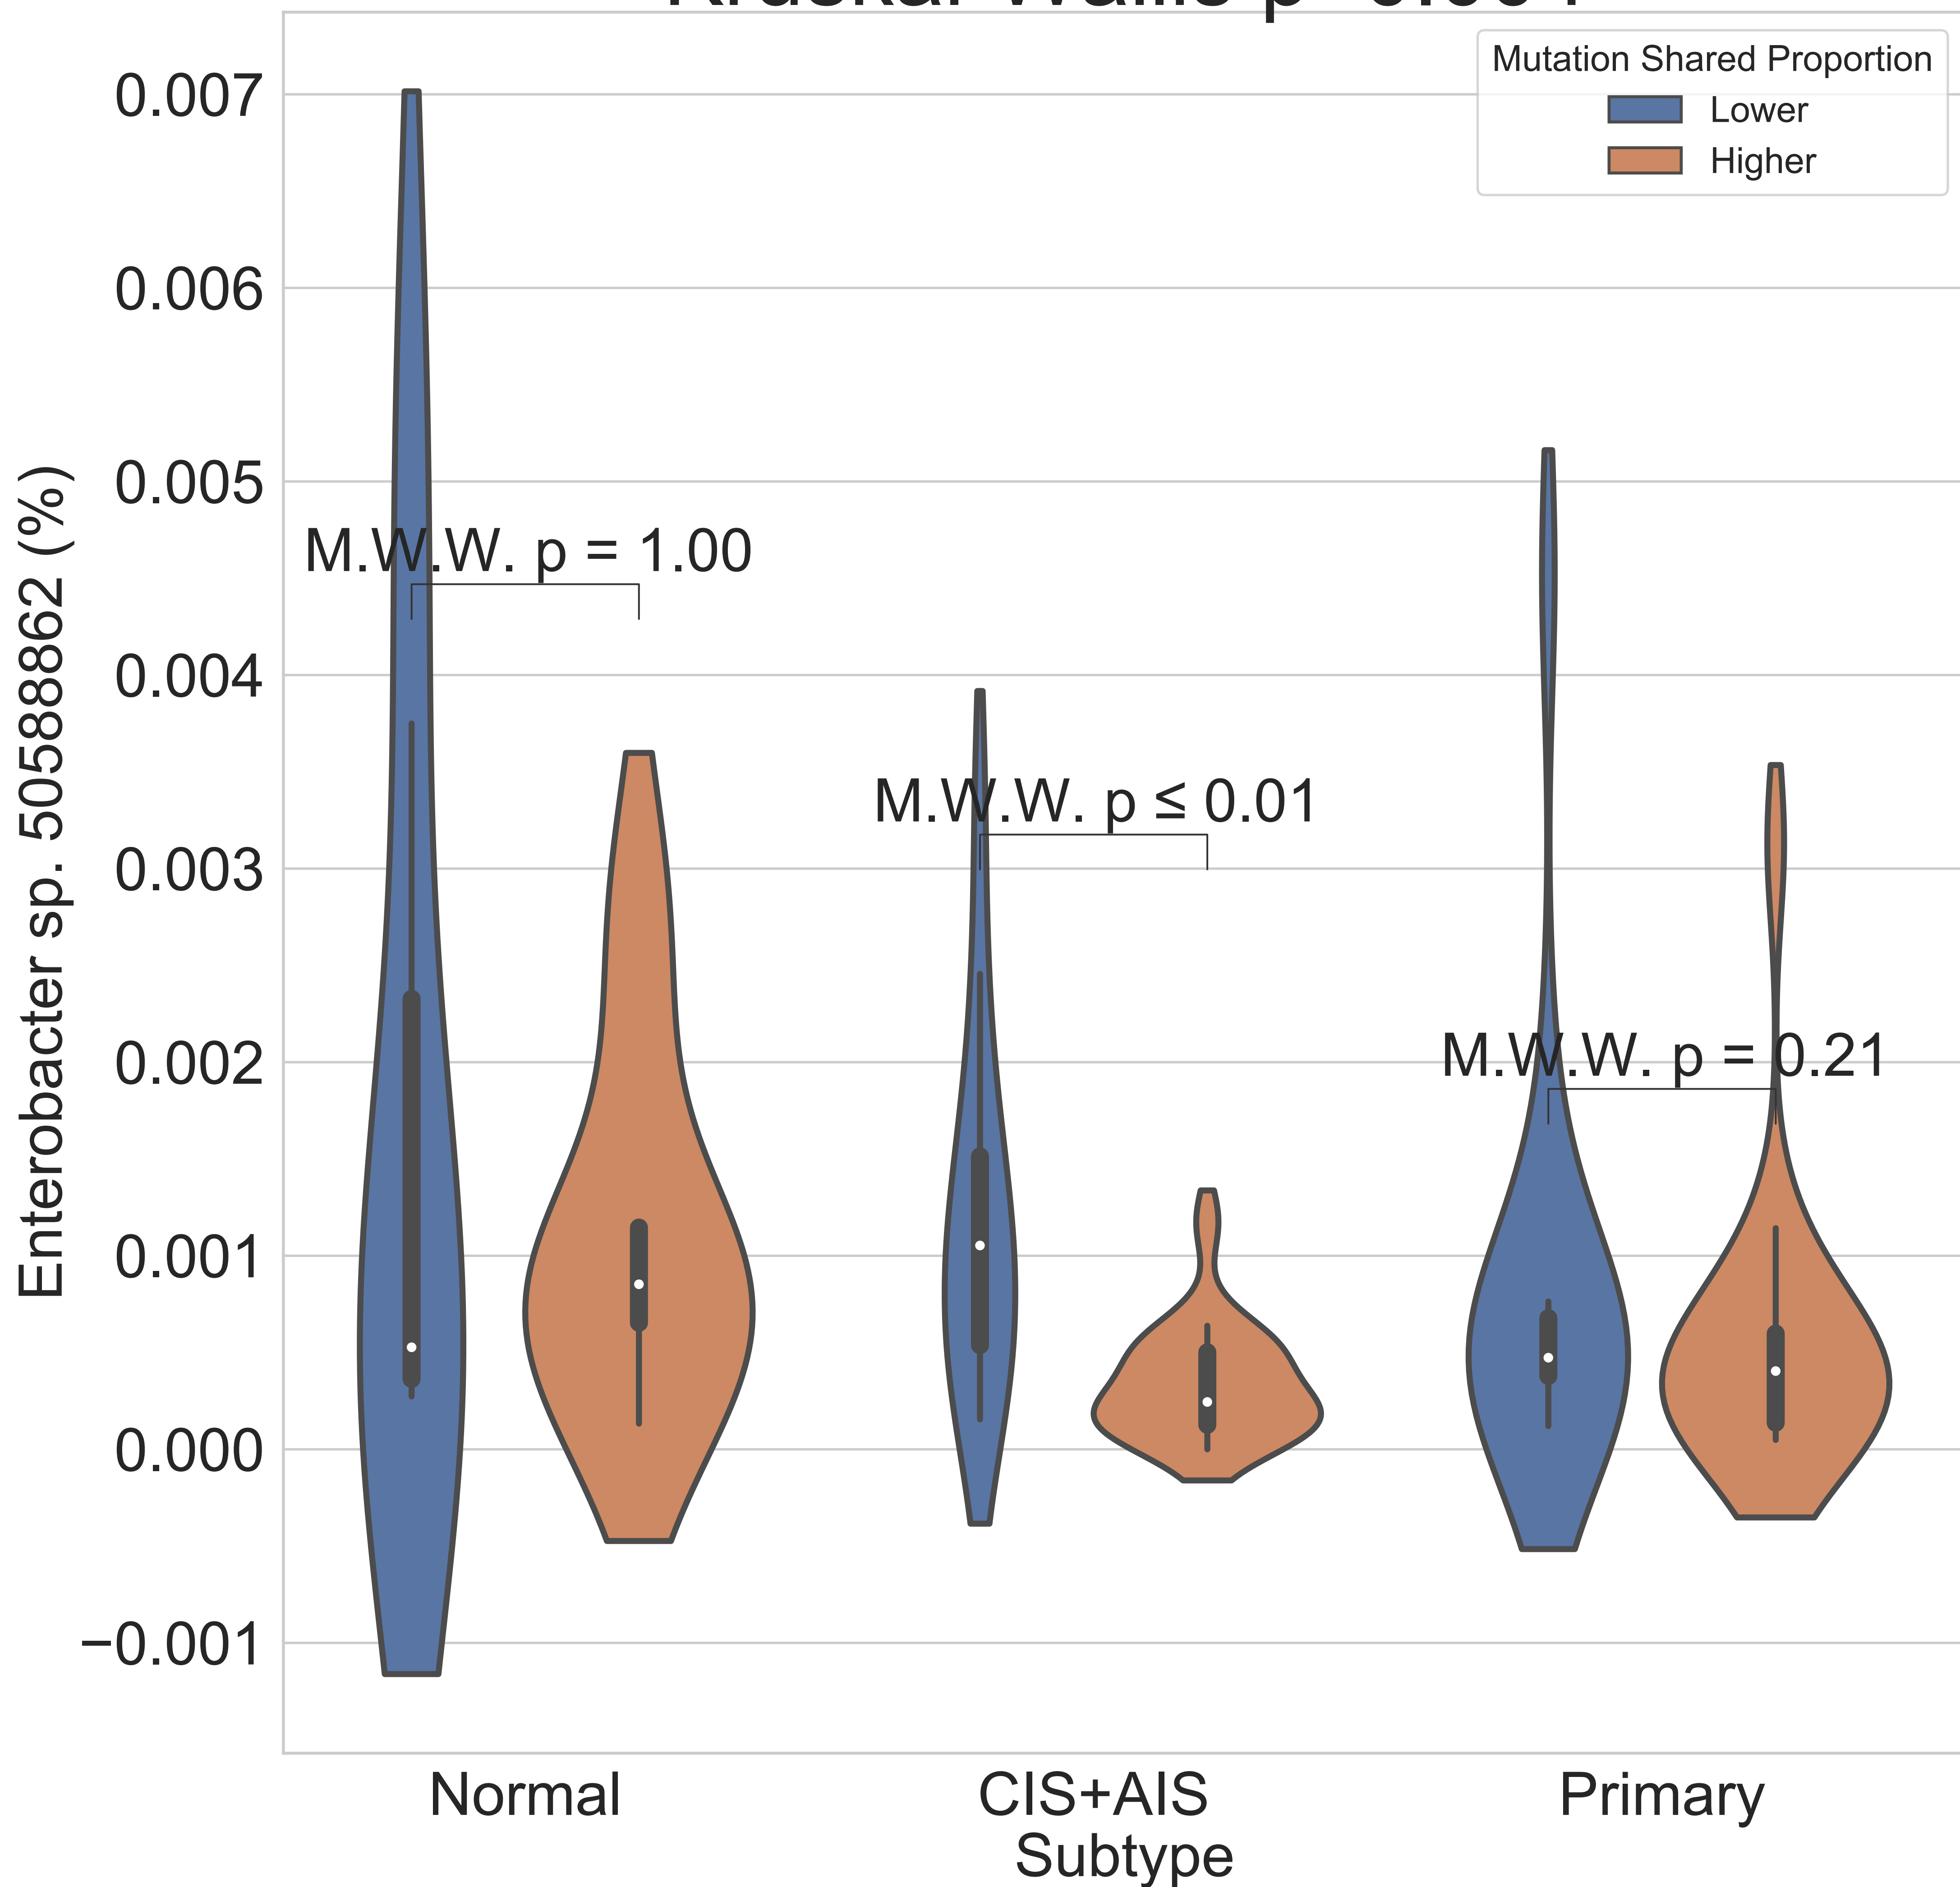 Mutation Shared Proportion
Lower
Higher
0.007
0.006
0.005
0.004
0.003
0.002
0.001
0.000
−0.001
Enterobacter sp. 5058862 (%)
M.W.W. p = 1.00
M.W.W. p ≤ 0.01
M.W.W. p = 0.21
Normal
CIS+AIS
Primary
Subtype